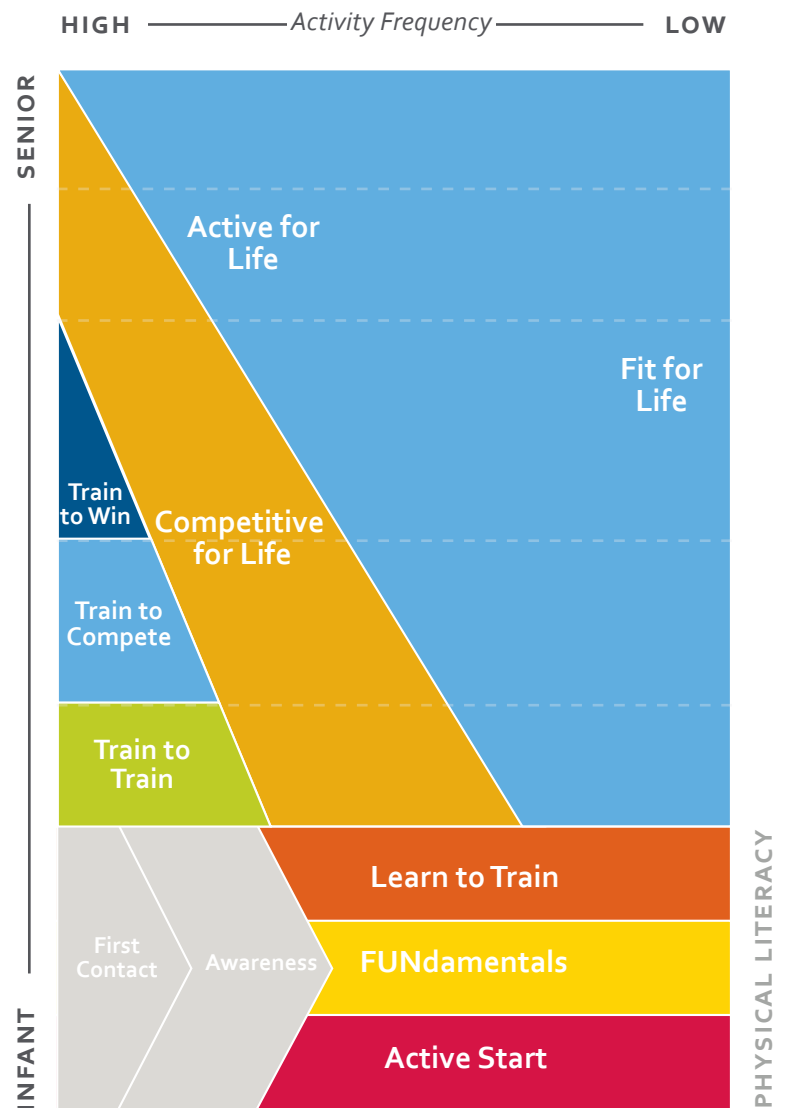 HIGH Activity Frequency LOW
SENIOR
Active for
Life
Fit for
Life
Train
to Win
Competitive
for Life
Train to
Compete
Train to
Train
Learn to Train
First
Contact
Awareness
FUNdamentals
Active Start
INFANT
PHYSICAL LITERACY